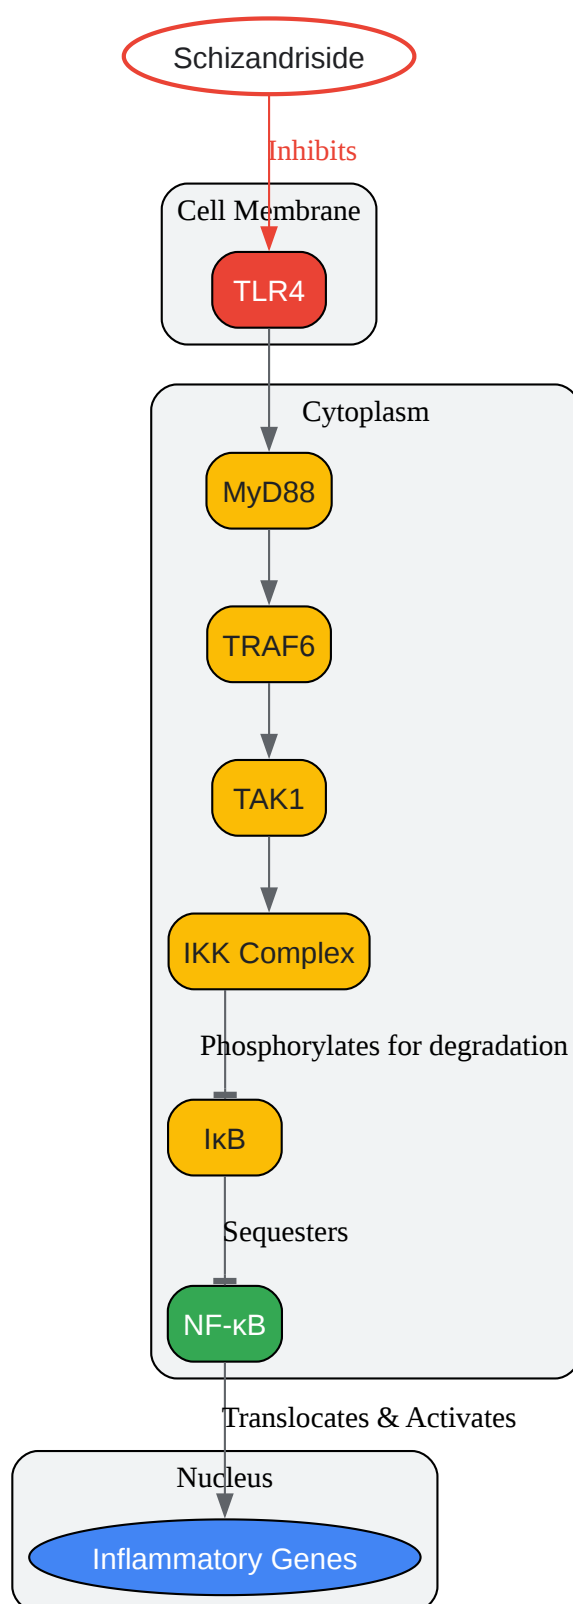 Schizandriside
Inhibits
Cell Membrane
TLR4
Cytoplasm
MyD88
TRAF6
TAK1
IKK Complex
Phosphorylates for degradation
IκB
Sequesters
NF-κB
Translocates & Activates
Nucleus
Inflammatory Genes